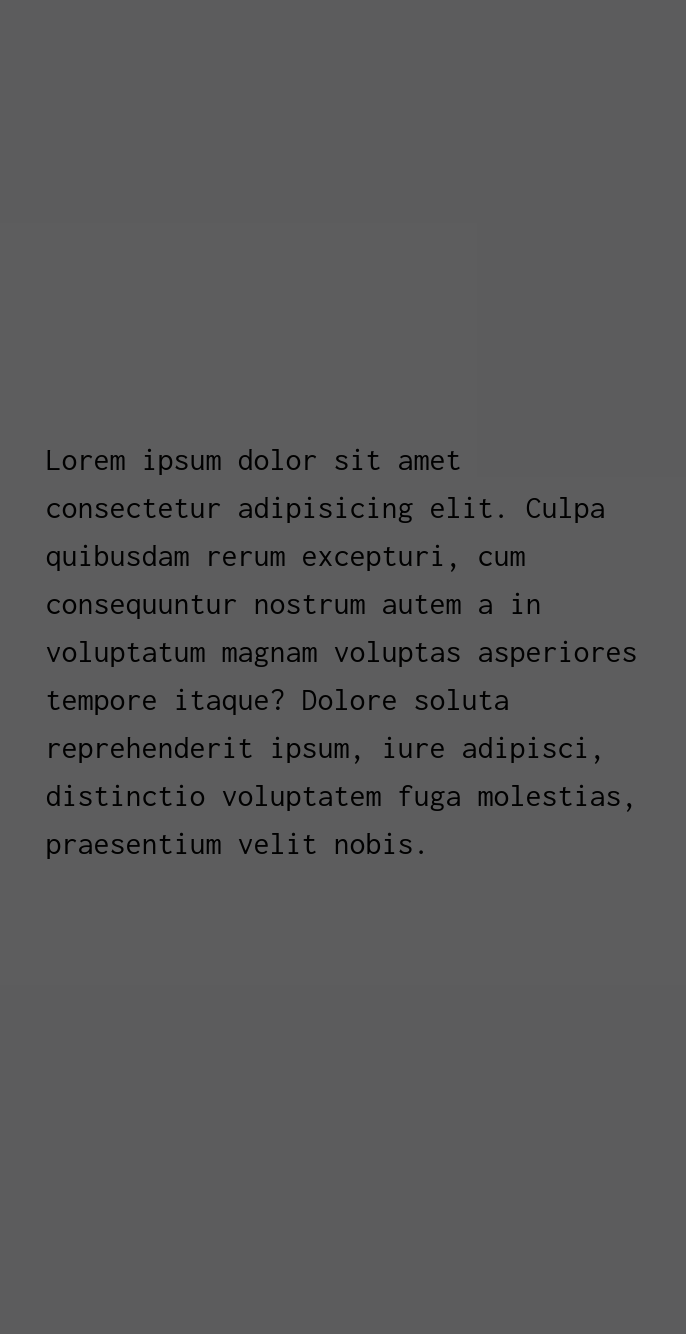 Lorem ipsum dolor sit amet
consectetur adipisicing elit. Culpa
quibusdam rerum excepturi, cum
consequuntur nostrum autem a in
voluptatum magnam voluptas asperiores
tempore itaque? Dolore soluta
reprehenderit ipsum, iure adipisci,
distinctio voluptatem fuga molestias,
praesentium velit nobis.